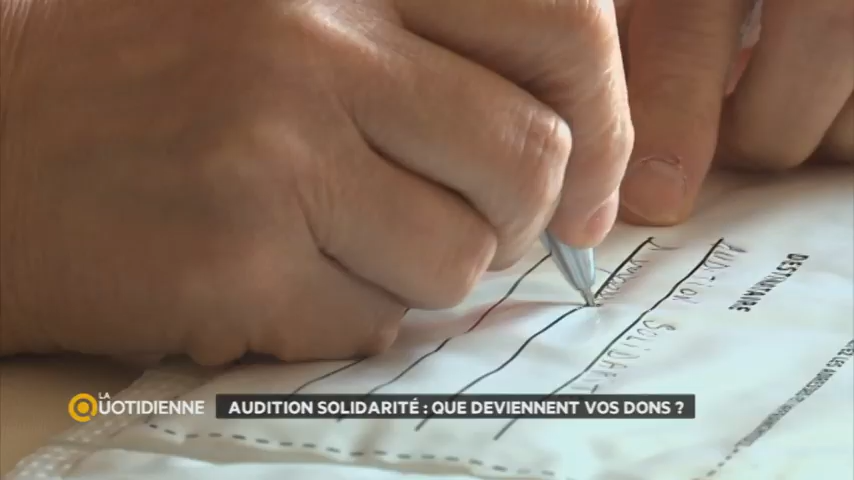 DESTINATAIRE
AUDITION SOLIDARITÉ
LA QUOTIDIENNE
AUDITION SOLIDARITÉ : QUE DEVIENNENT VOS DONS ?